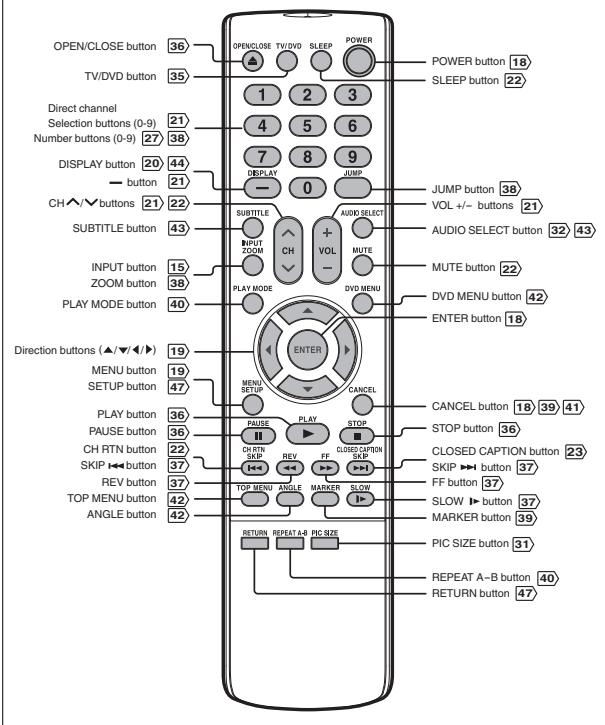 OPEN/CLOSE button 36
TV/DVD button 35
Direct channel
Selection buttons (0-9) 21
Number buttons (0-9) 27 38
DISPLAY button 20 44
— button 21
CH ∧/∨ buttons 21 22
SUBTITLE button 43
INPUT button 15
ZOOM button 38
PLAY MODE button 40
Direction buttons (▲/▼/◀/▶) 19
MENU button 19
SETUP button 47
PLAY button 36
PAUSE button 36
CH RTN button 22
SKIP ⏮ button 37
REV button 37
TOP MENU button 42
ANGLE button 42
OPEN/CLOSE TV/DVD SLEEP POWER
1 2 3
4 5 6
7 8 9
DISPLAY JUMP
— 0
SUBTITLE AUDIO SELECT
∧ CH ∨
+ VOL −
INPUT
ZOOM
MUTE
PLAY MODE DVD MENU
ENTER
MENU
SETUP
CANCEL
PAUSE PLAY STOP
CH RTN CLOSED CAPTION
SKIP REV FF SKIP
TOP MENU ANGLE MARKER SLOW
RETURN REPEAT A-B PIC SIZE
POWER button 18
SLEEP button 22
JUMP button 38
VOL +/− buttons 21
AUDIO SELECT button 32 43
MUTE button 22
DVD MENU button 42
ENTER button 18
CANCEL button 18 39 41
STOP button 36
CLOSED CAPTION button 23
SKIP ⏭ button 37
FF button 37
SLOW I▶ button 37
MARKER button 39
PIC SIZE button 31
REPEAT A–B button 40
RETURN button 47